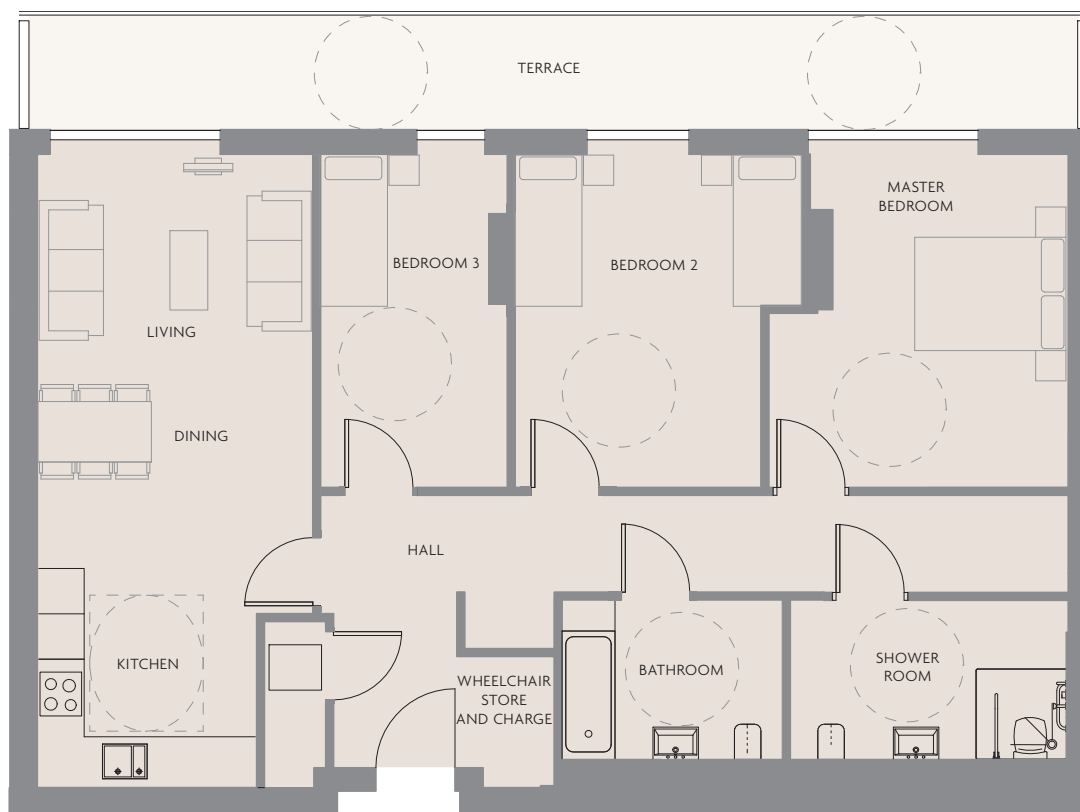 TERRACE
MASTER
BEDROOM
BEDROOM 3
BEDROOM 2
LIVING
DINING
HALL
KITCHEN
WHEELCHAIR
STORE
AND CHARGE
BATHROOM
SHOWER
ROOM